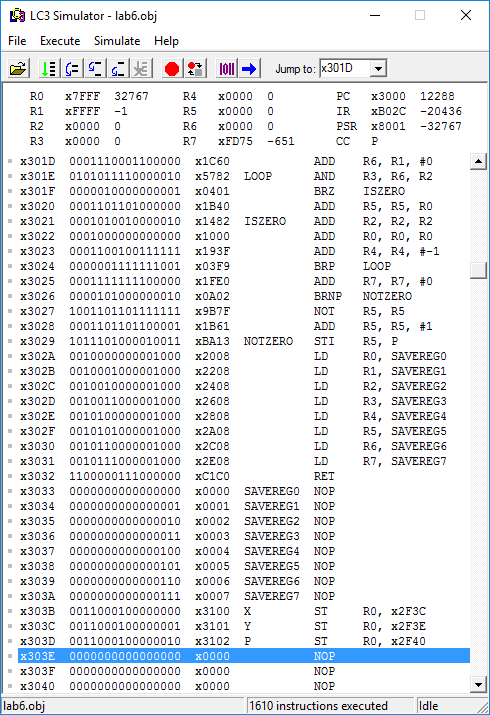 LC3 Simulator - lab6.obj
File Execute Simulate Help
Jump to: x301D
R0 x7FFF 32767 R4 x0000 0 PC x3000 12288
R1 xFFFF -1 R5 x0000 0 IR xB02C -20436
R2 x0000 0 R6 x0000 0 PSR x8001 -32767
R3 x0000 0 R7 xFD75 -651 CC P
x301D 0001110001100000 x1C60 ADD R6, R1, #0
x301E 0101011110000010 x5782 LOOP AND R3, R6, R2
x301F 0000010000000001 x0401 BRZ ISZERO
x3020 0001101101000000 x1B40 ADD R5, R5, R0
x3021 0001010010000010 x1482 ISZERO ADD R2, R2, R2
x3022 0001000000000000 x1000 ADD R0, R0, R0
x3023 0001100100111111 x193F ADD R4, R4, #-1
x3024 0000001111111001 x03F9 BRP LOOP
x3025 0001111111100000 x1FE0 ADD R7, R7, #0
x3026 0000101000000010 x0A02 BRNP NOTZERO
x3027 1001101101111111 x9B7F NOT R5, R5
x3028 0001101101100001 x1B61 ADD R5, R5, #1
x3029 1011101000010011 xBA13 NOTZERO STI R5, P
x302A 0010000000001000 x2008 LD R0, SAVEREG0
x302B 0010001000001000 x2208 LD R1, SAVEREG1
x302C 0010010000001000 x2408 LD R2, SAVEREG2
x302D 0010011000001000 x2608 LD R3, SAVEREG3
x302E 0010100000001000 x2808 LD R4, SAVEREG4
x302F 0010101000001000 x2A08 LD R5, SAVEREG5
x3030 0010110000001000 x2C08 LD R6, SAVEREG6
x3031 0010111000001000 x2E08 LD R7, SAVEREG7
x3032 1100000111000000 xC1C0 RET
x3033 0000000000000000 x0000 SAVEREG0 NOP
x3034 0000000000000001 x0001 SAVEREG1 NOP
x3035 0000000000000010 x0002 SAVEREG2 NOP
x3036 0000000000000011 x0003 SAVEREG3 NOP
x3037 0000000000000100 x0004 SAVEREG4 NOP
x3038 0000000000000101 x0005 SAVEREG5 NOP
x3039 0000000000000110 x0006 SAVEREG6 NOP
x303A 0000000000000111 x0007 SAVEREG7 NOP
x303B 0011000100000000 x3100 X ST R0, x2F3C
x303C 0011000100000001 x3101 Y ST R0, x2F3E
x303D 0011000100000010 x3102 P ST R0, x2F40
x303E 0000000000000000 x0000 NOP
x303F 0000000000000000 x0000 NOP
x3040 0000000000000000 x0000 NOP
lab6.obj 1610 instructions executed Idle